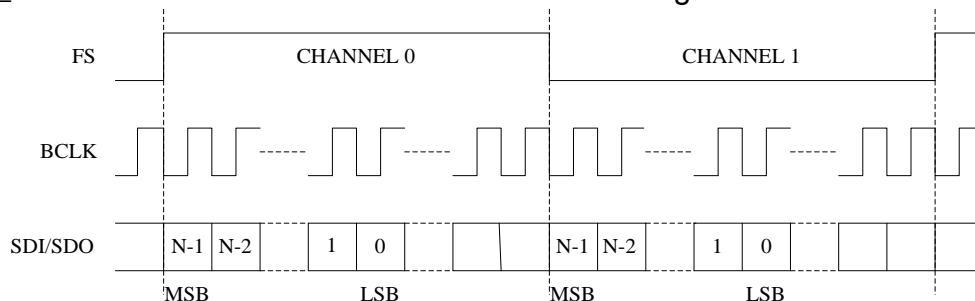 FS CHANNEL 0 CHANNEL 1
BCLK
SDI/SDO N-1 N-2 1 0 N-1 N-2 1 0
MSB LSB MSB LSB